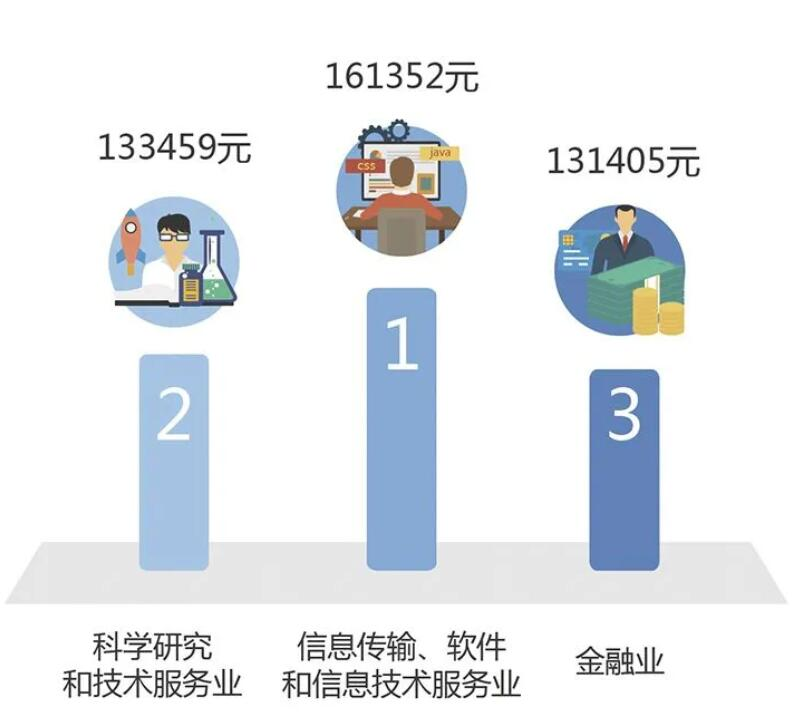 161352元
133459元
131405元
css
java
1
2
3
科学研究
和技术服务业
信息传输、软件
和信息技术服务业
金融业